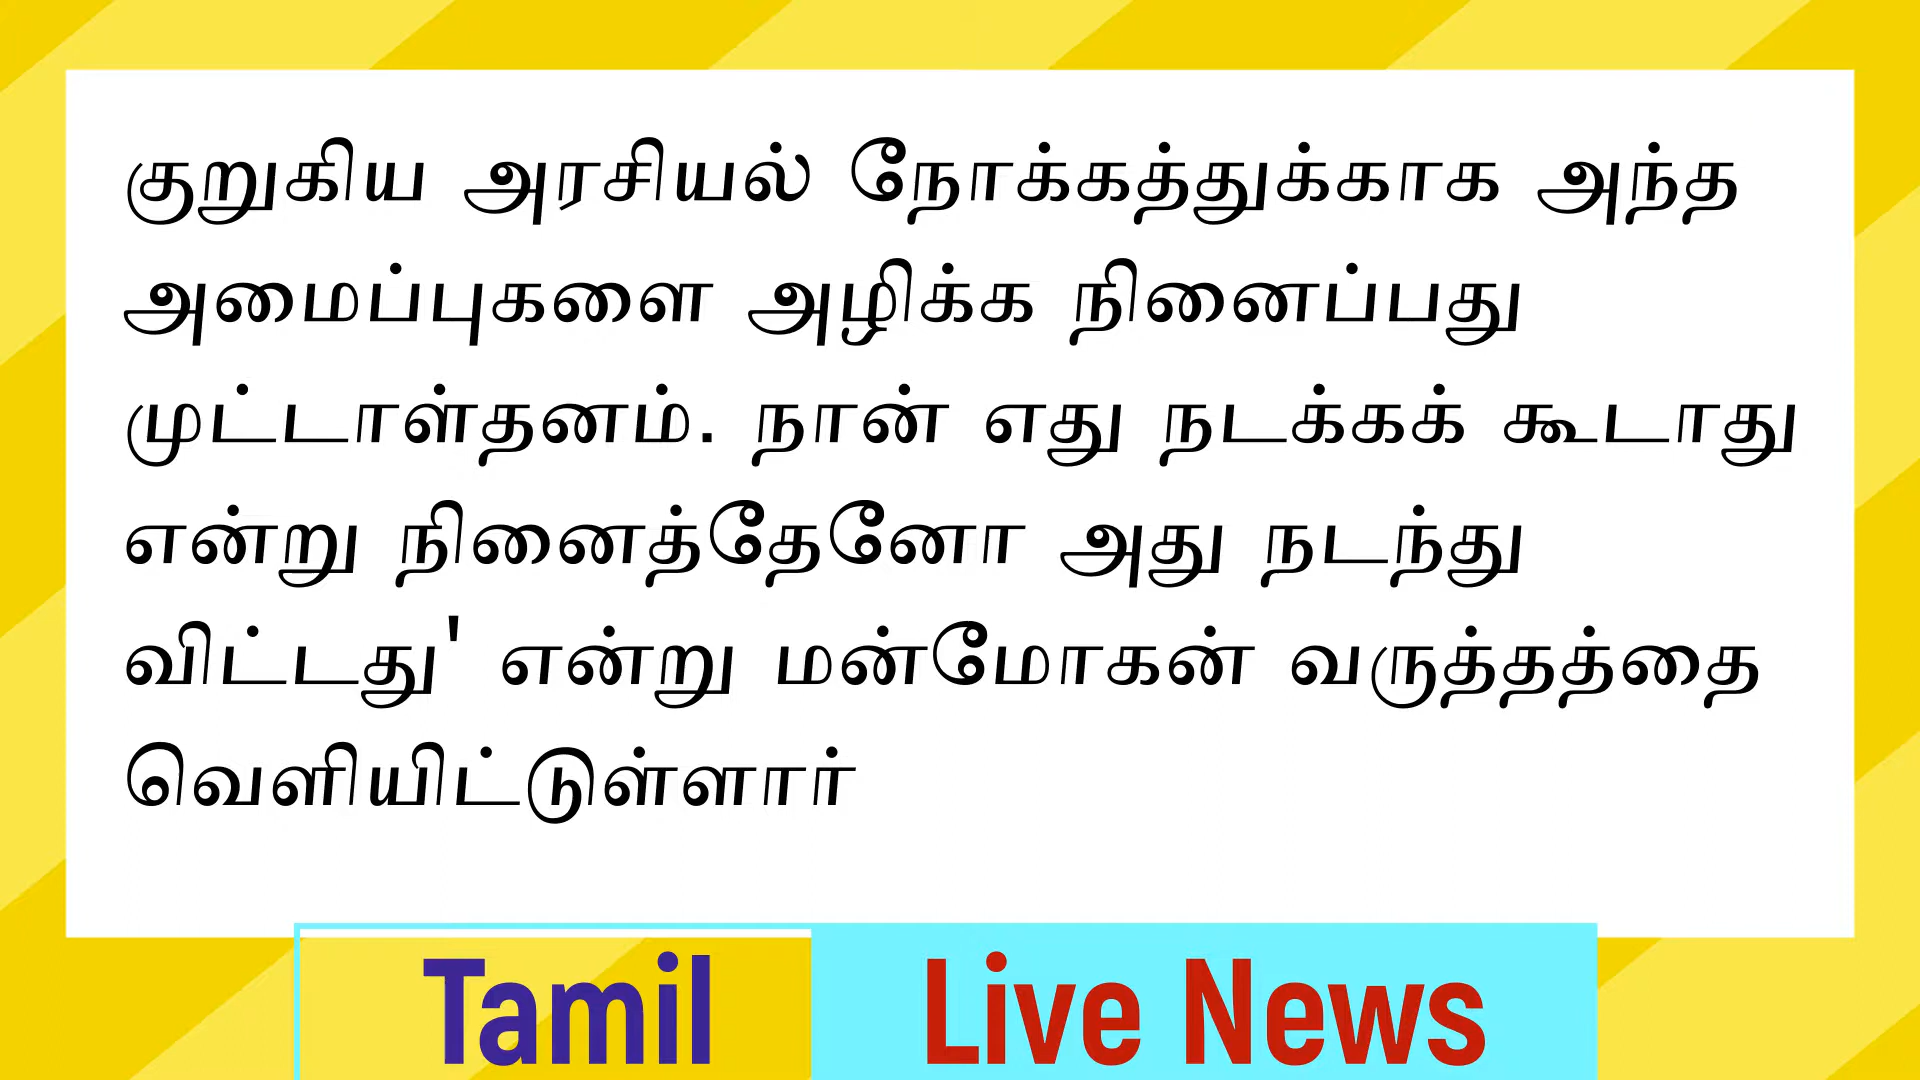 குறுகிய அரசியல் நோக்கத்துக்காக அந்த
அமைப்புகளை அழிக்க நினைப்பது
முட்டாள்தனம். நான் எது நடக்கக் கூடாது
என்று நினைத்தேனோ அது நடந்து
விட்டது' என்று மன்மோகன் வருத்தத்தை
வெளியிட்டுள்ளார்
Tamil Live News